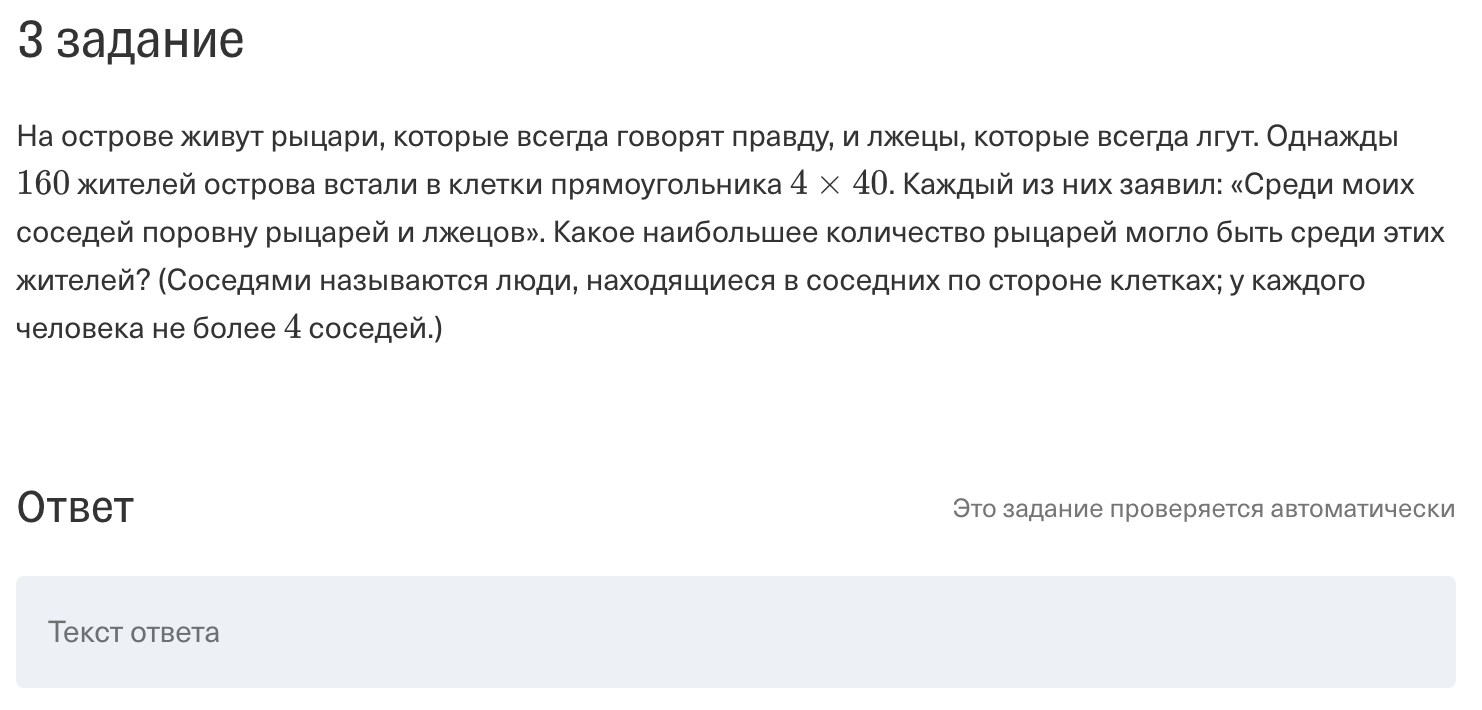 3 задание
На острове живут рыцари, которые всегда говорят правду, и лжецы, которые всегда лгут. Однажды
160 жителей острова встали в клетки прямоугольника 4 × 40. Каждый из них заявил: «Среди моих
соседей поровну рыцарей и лжецов». Какое наибольшее количество рыцарей могло быть среди этих
жителей? (Соседями называются люди, находящиеся в соседних по стороне клетках; у каждого
человека не более 4 соседей.)
Ответ
Это задание проверяется автоматически
Текст ответа